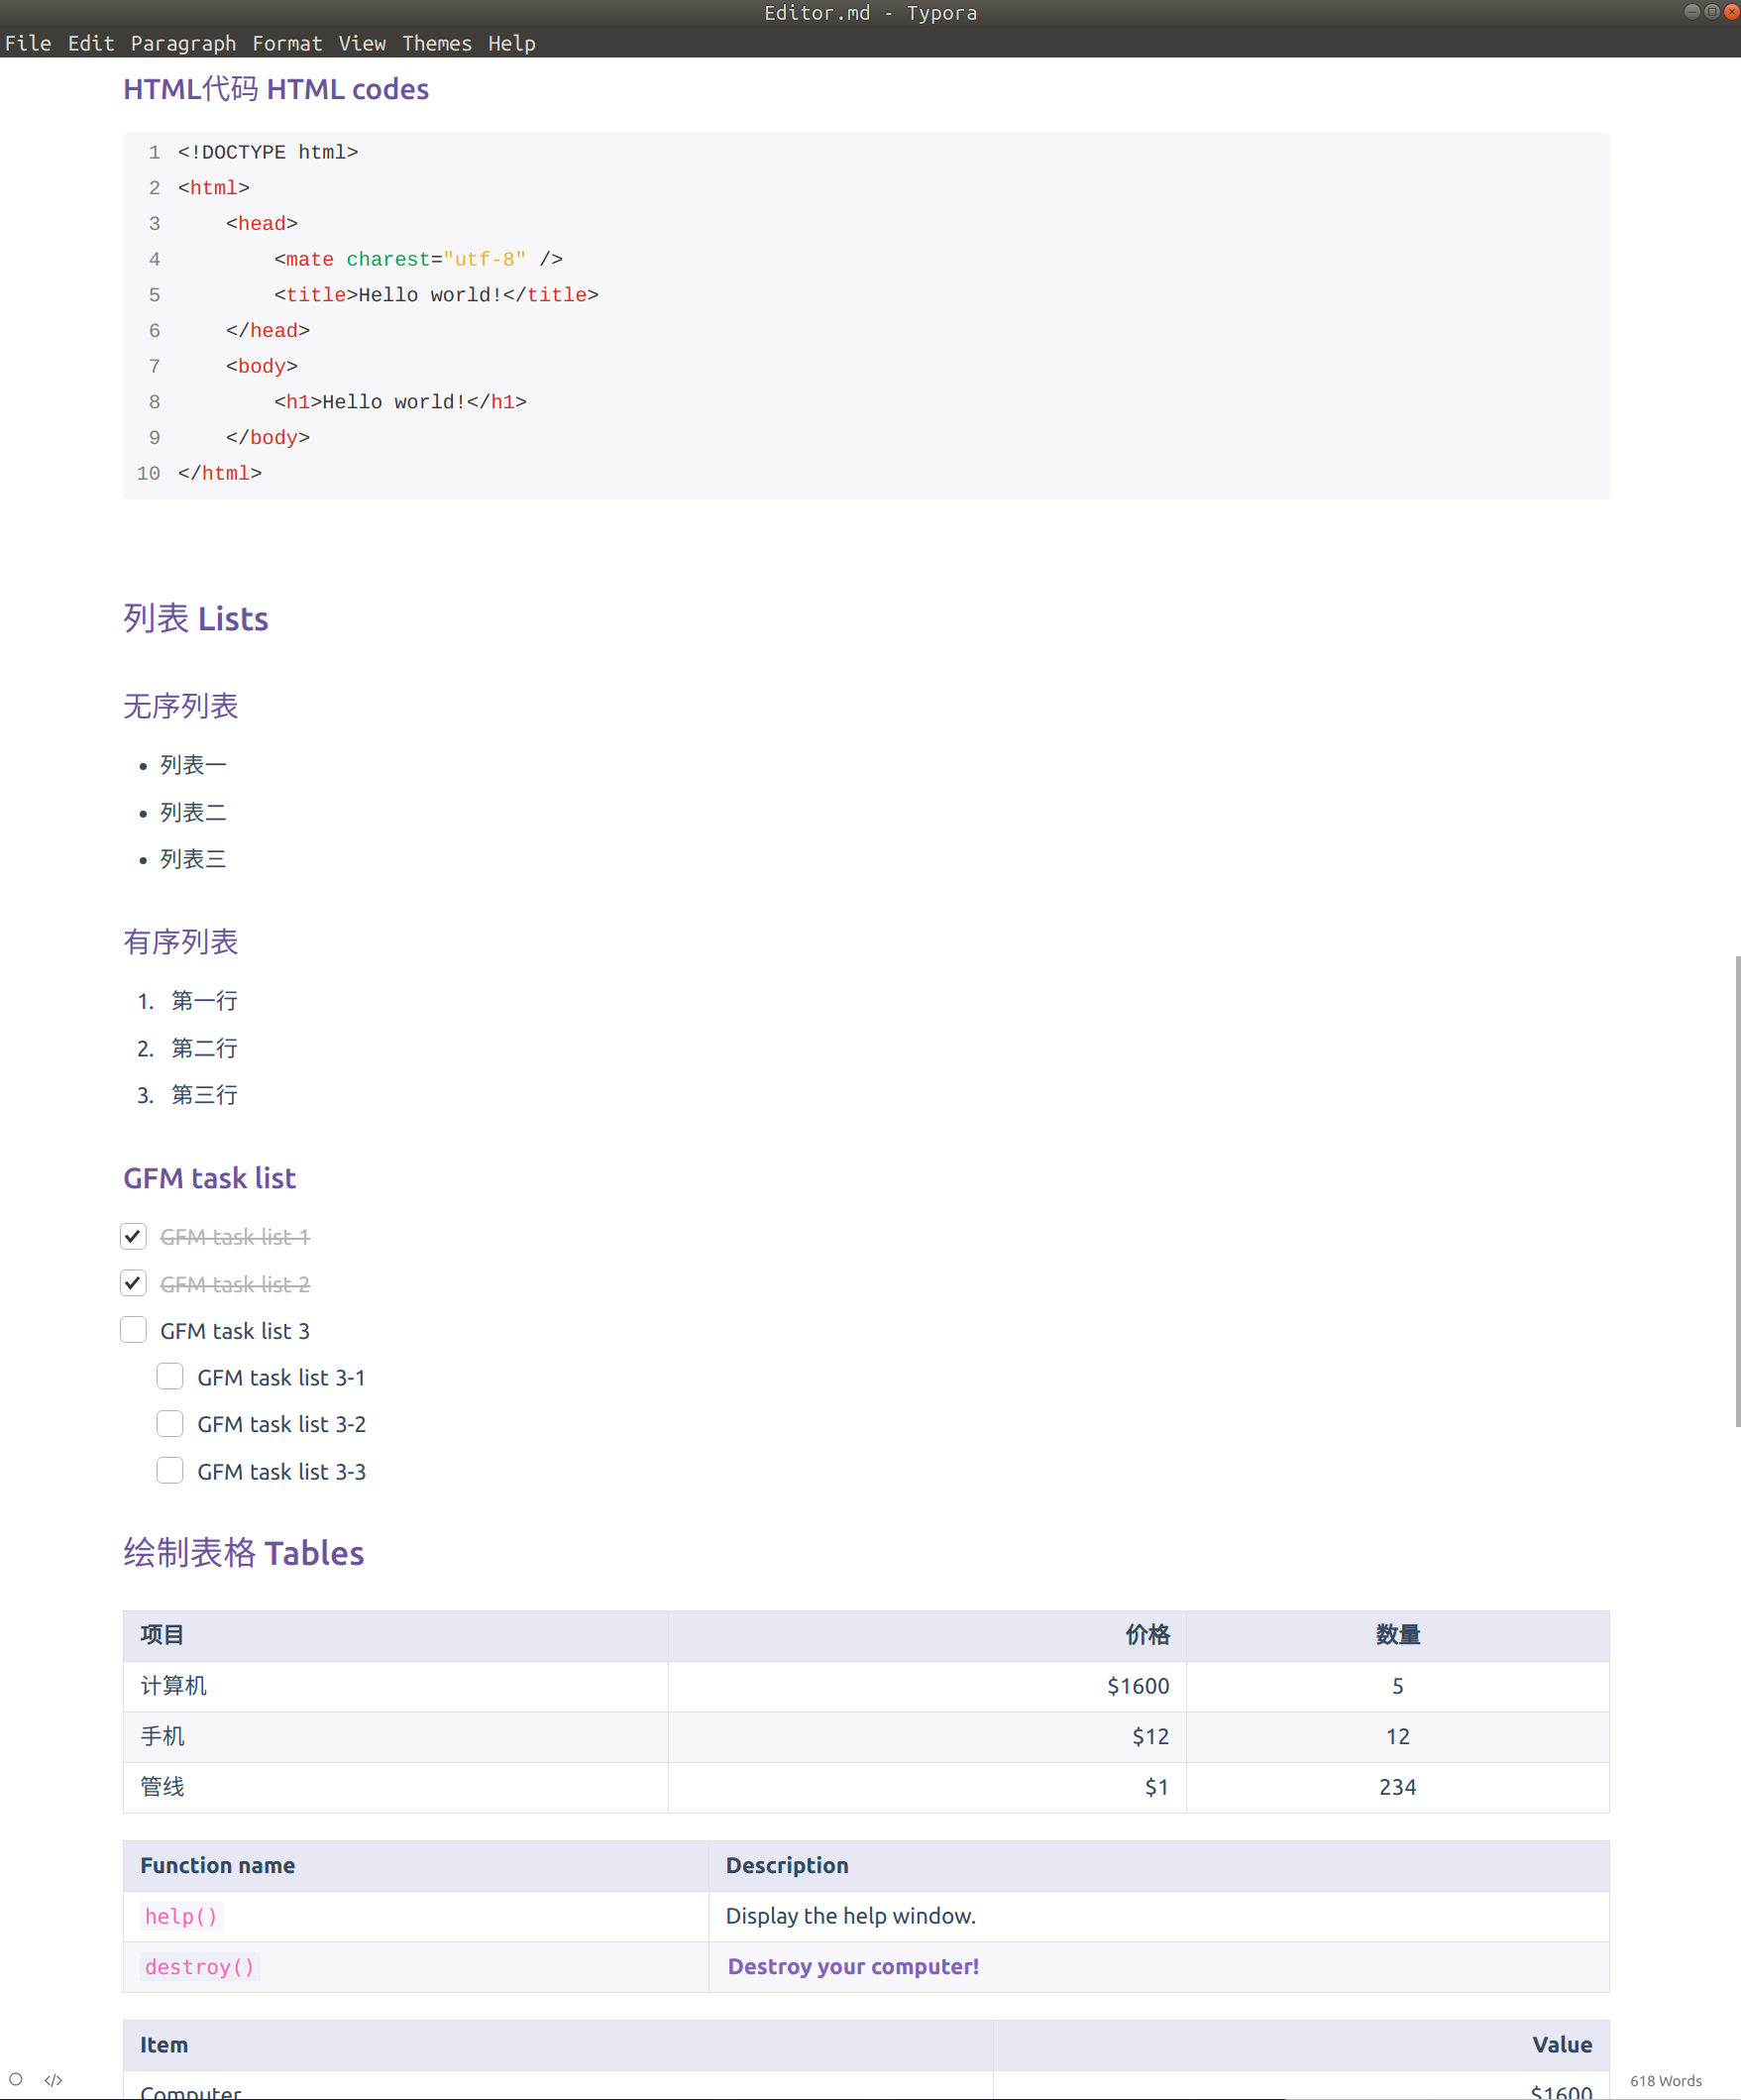 Editor.md - Typora
File Edit Paragraph Format View Themes Help
HTML代码 HTML codes
1 <!DOCTYPE html>
2 <html>
3     <head>
4         <mate charest="utf-8" />
5         <title>Hello world!</title>
6     </head>
7     <body>
8         <h1>Hello world!</h1>
9     </body>
10 </html>
列表 Lists
无序列表
• 列表一
• 列表二
• 列表三
有序列表
1. 第一行
2. 第二行
3. 第三行
GFM task list
GFM task list 1
GFM task list 2
GFM task list 3
GFM task list 3-1
GFM task list 3-2
GFM task list 3-3
绘制表格 Tables
项目 价格 数量
计算机 $1600 5
手机 $12 12
管线 $1 234
Function name Description
help() Display the help window.
destroy() Destroy your computer!
Item Value
Computer $1600
</> 618 Words